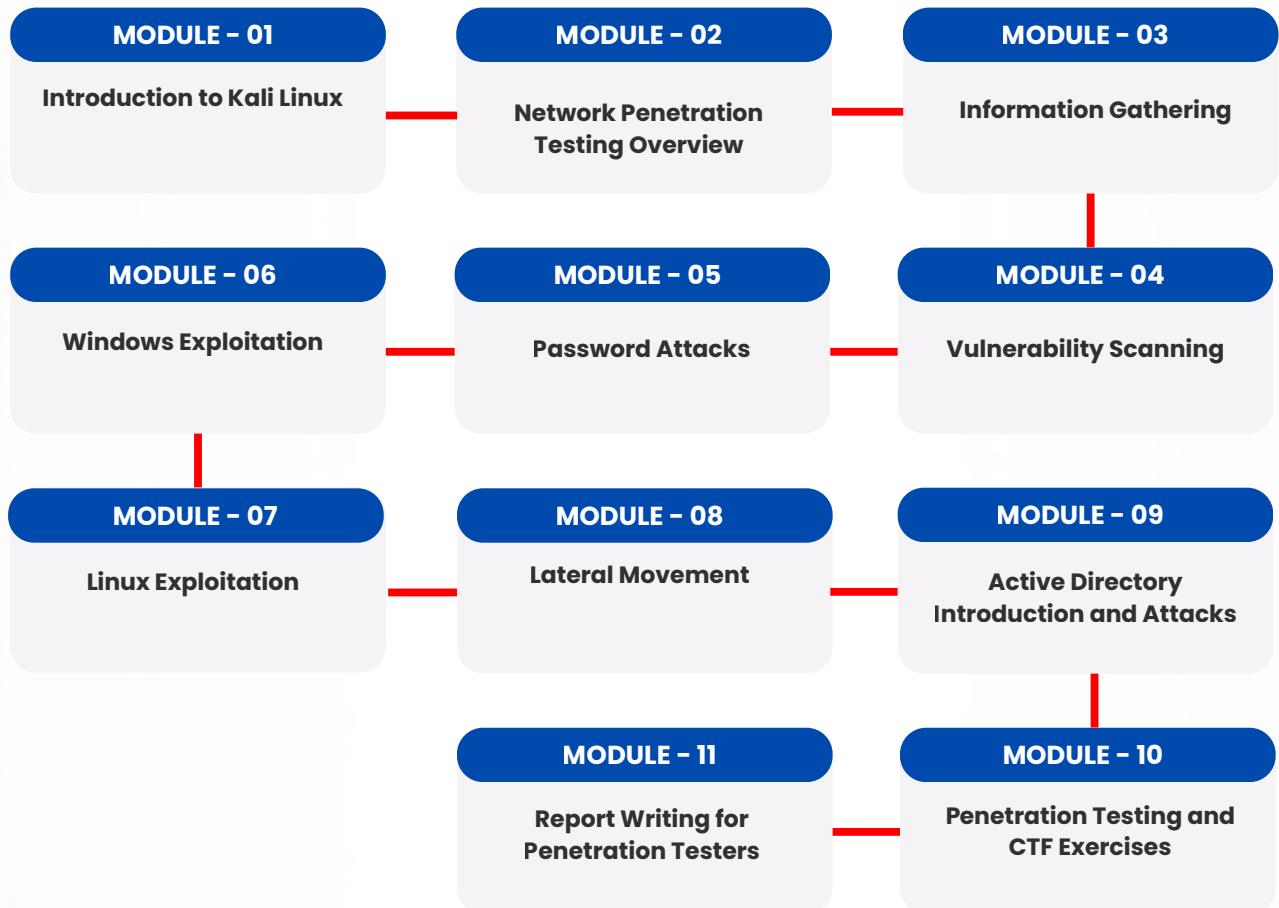 MODULE - 01
Introduction to Kali Linux
MODULE - 02
Network Penetration
Testing Overview
MODULE - 03
Information Gathering
MODULE - 04
Vulnerability Scanning
MODULE - 05
Password Attacks
MODULE - 06
Windows Exploitation
MODULE - 07
Linux Exploitation
MODULE - 08
Lateral Movement
MODULE - 09
Active Directory
Introduction and Attacks
MODULE - 10
Penetration Testing and
CTF Exercises
MODULE - 11
Report Writing for
Penetration Testers